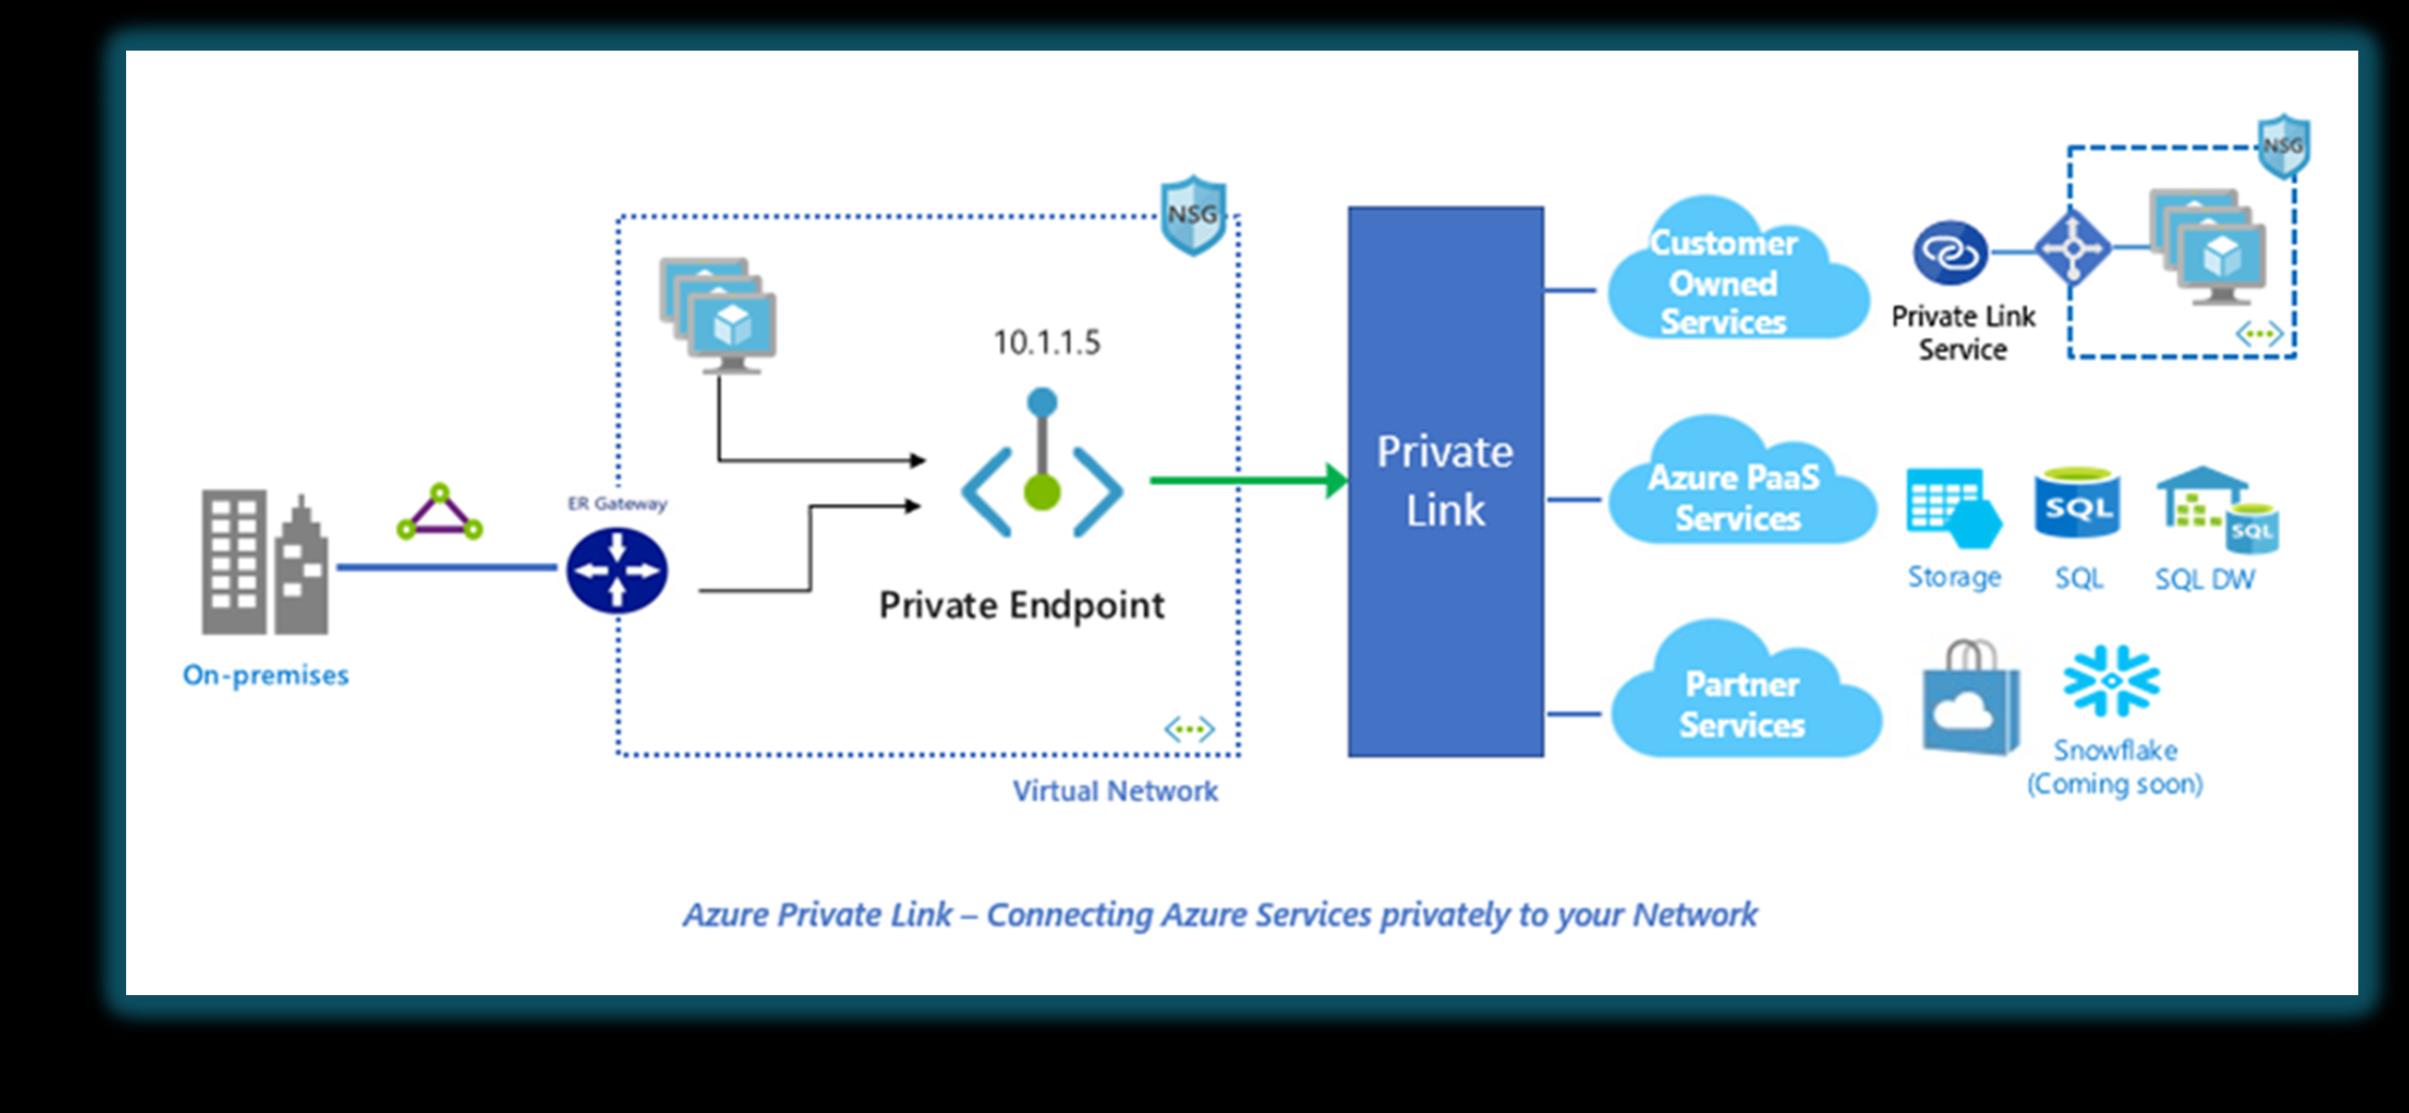 NSG
10.1.1.5
ER Gateway
Private Endpoint
On-premises
Virtual Network
Private
Link
Customer
Owned
Services
Private Link
Service
NSG
Azure PaaS
Services
SQL
SQL
Storage
SQL
SQL DW
Partner
Services
Snowflake
(Coming soon)
Azure Private Link – Connecting Azure Services privately to your Network